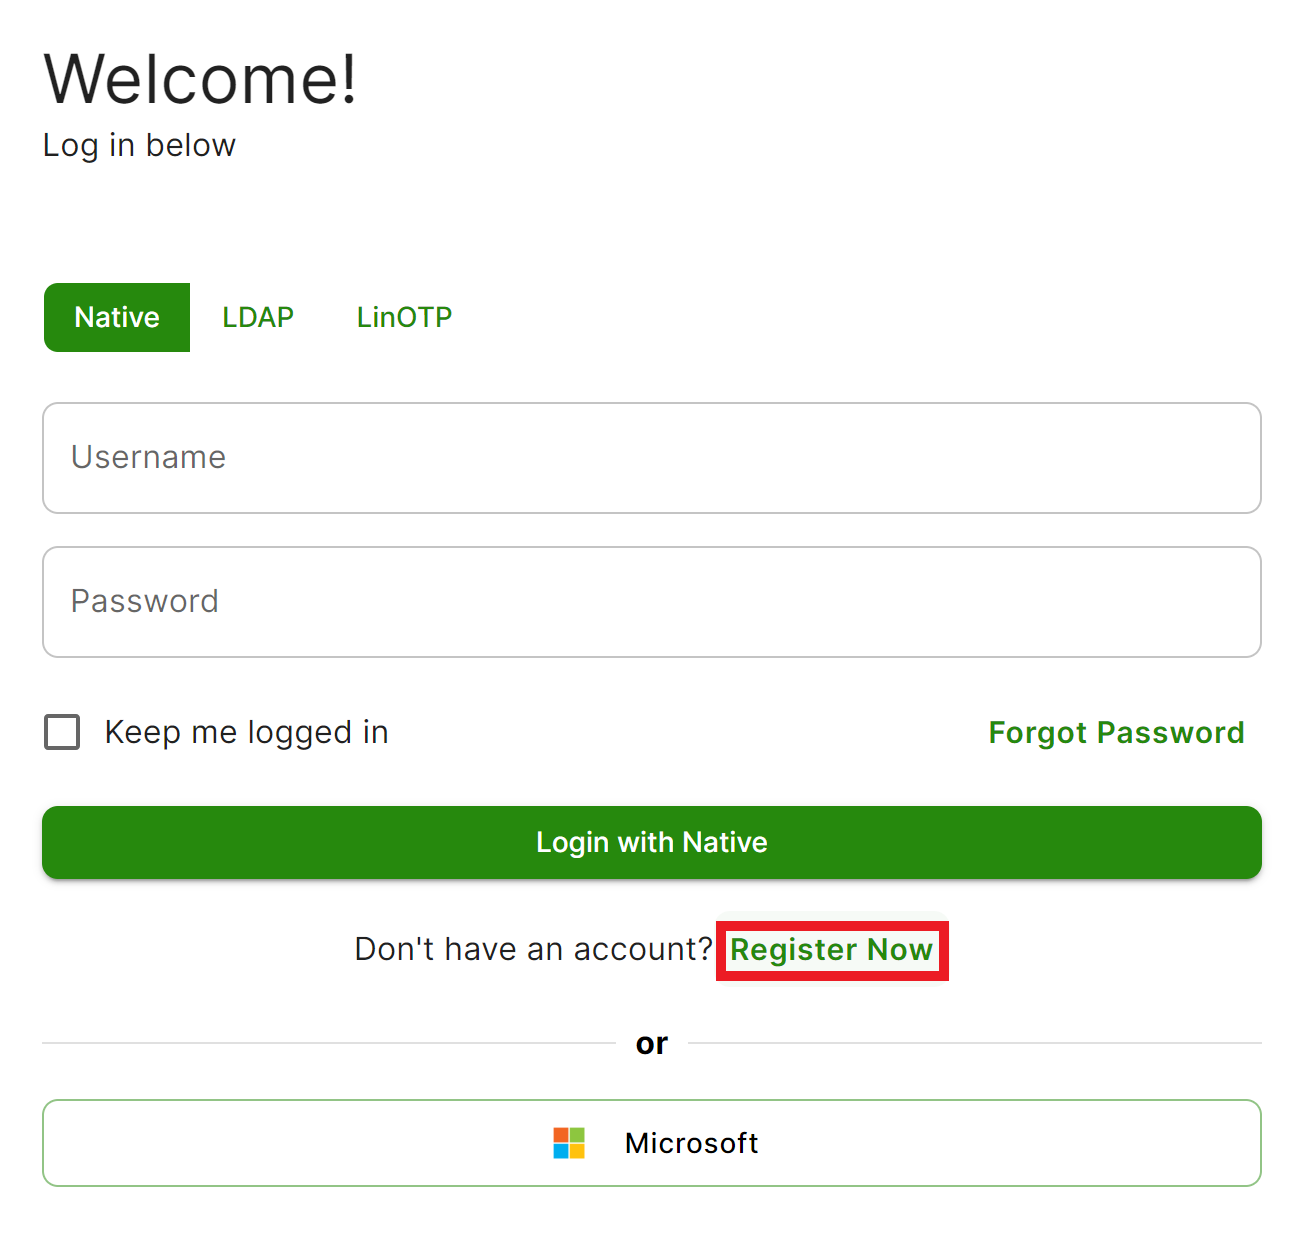 Welcome!
Log in below
Native LDAP LinOTP
Username
Password
Keep me logged in Forgot Password
Login with Native
Don't have an account? Register Now
or
Microsoft